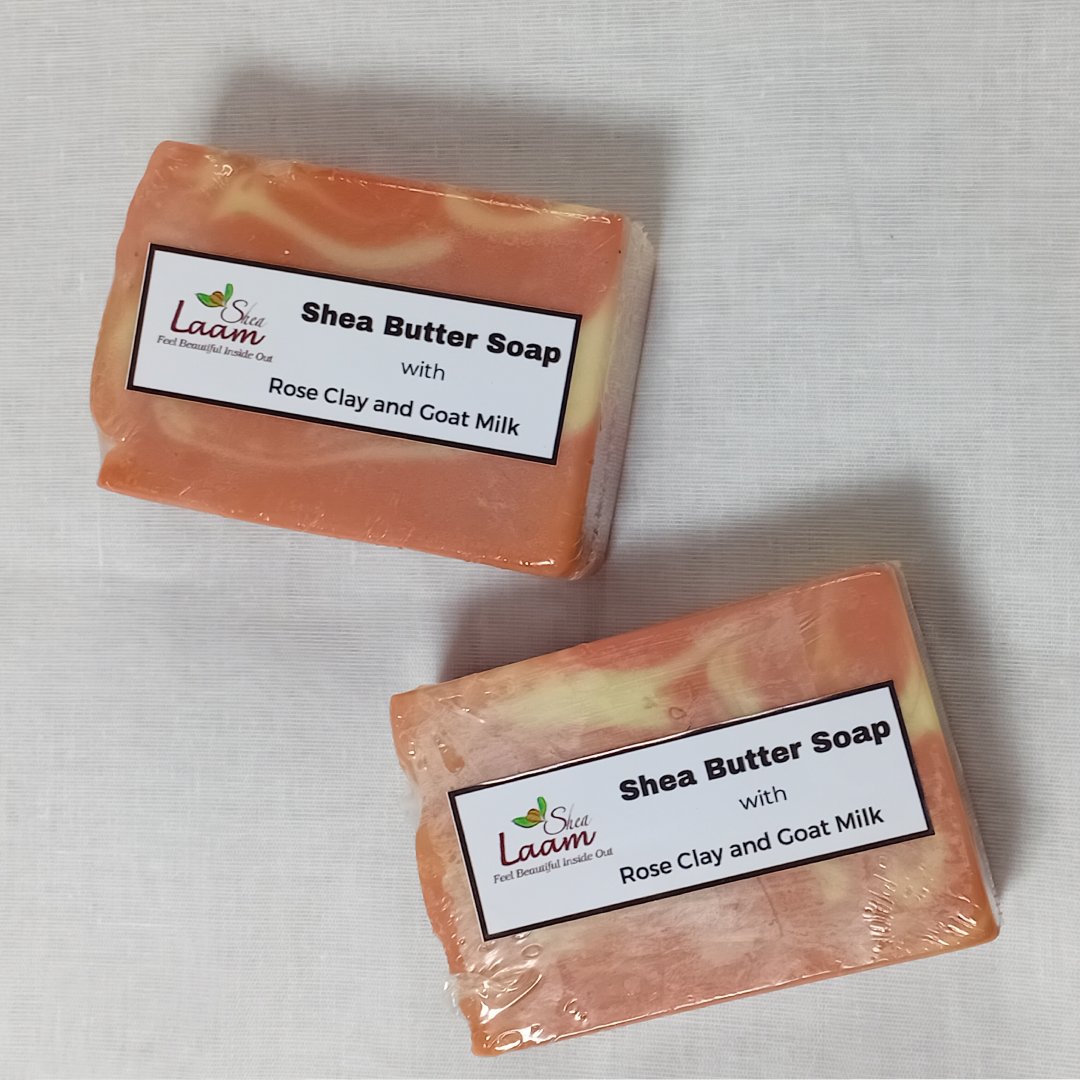 Shea
Laam
Feel Beautiful Inside Out
Shea Butter Soap
with
Rose Clay and Goat Milk
Shea
Laam
Feel Beautiful Inside Out
Shea Butter Soap
with
Rose Clay and Goat Milk